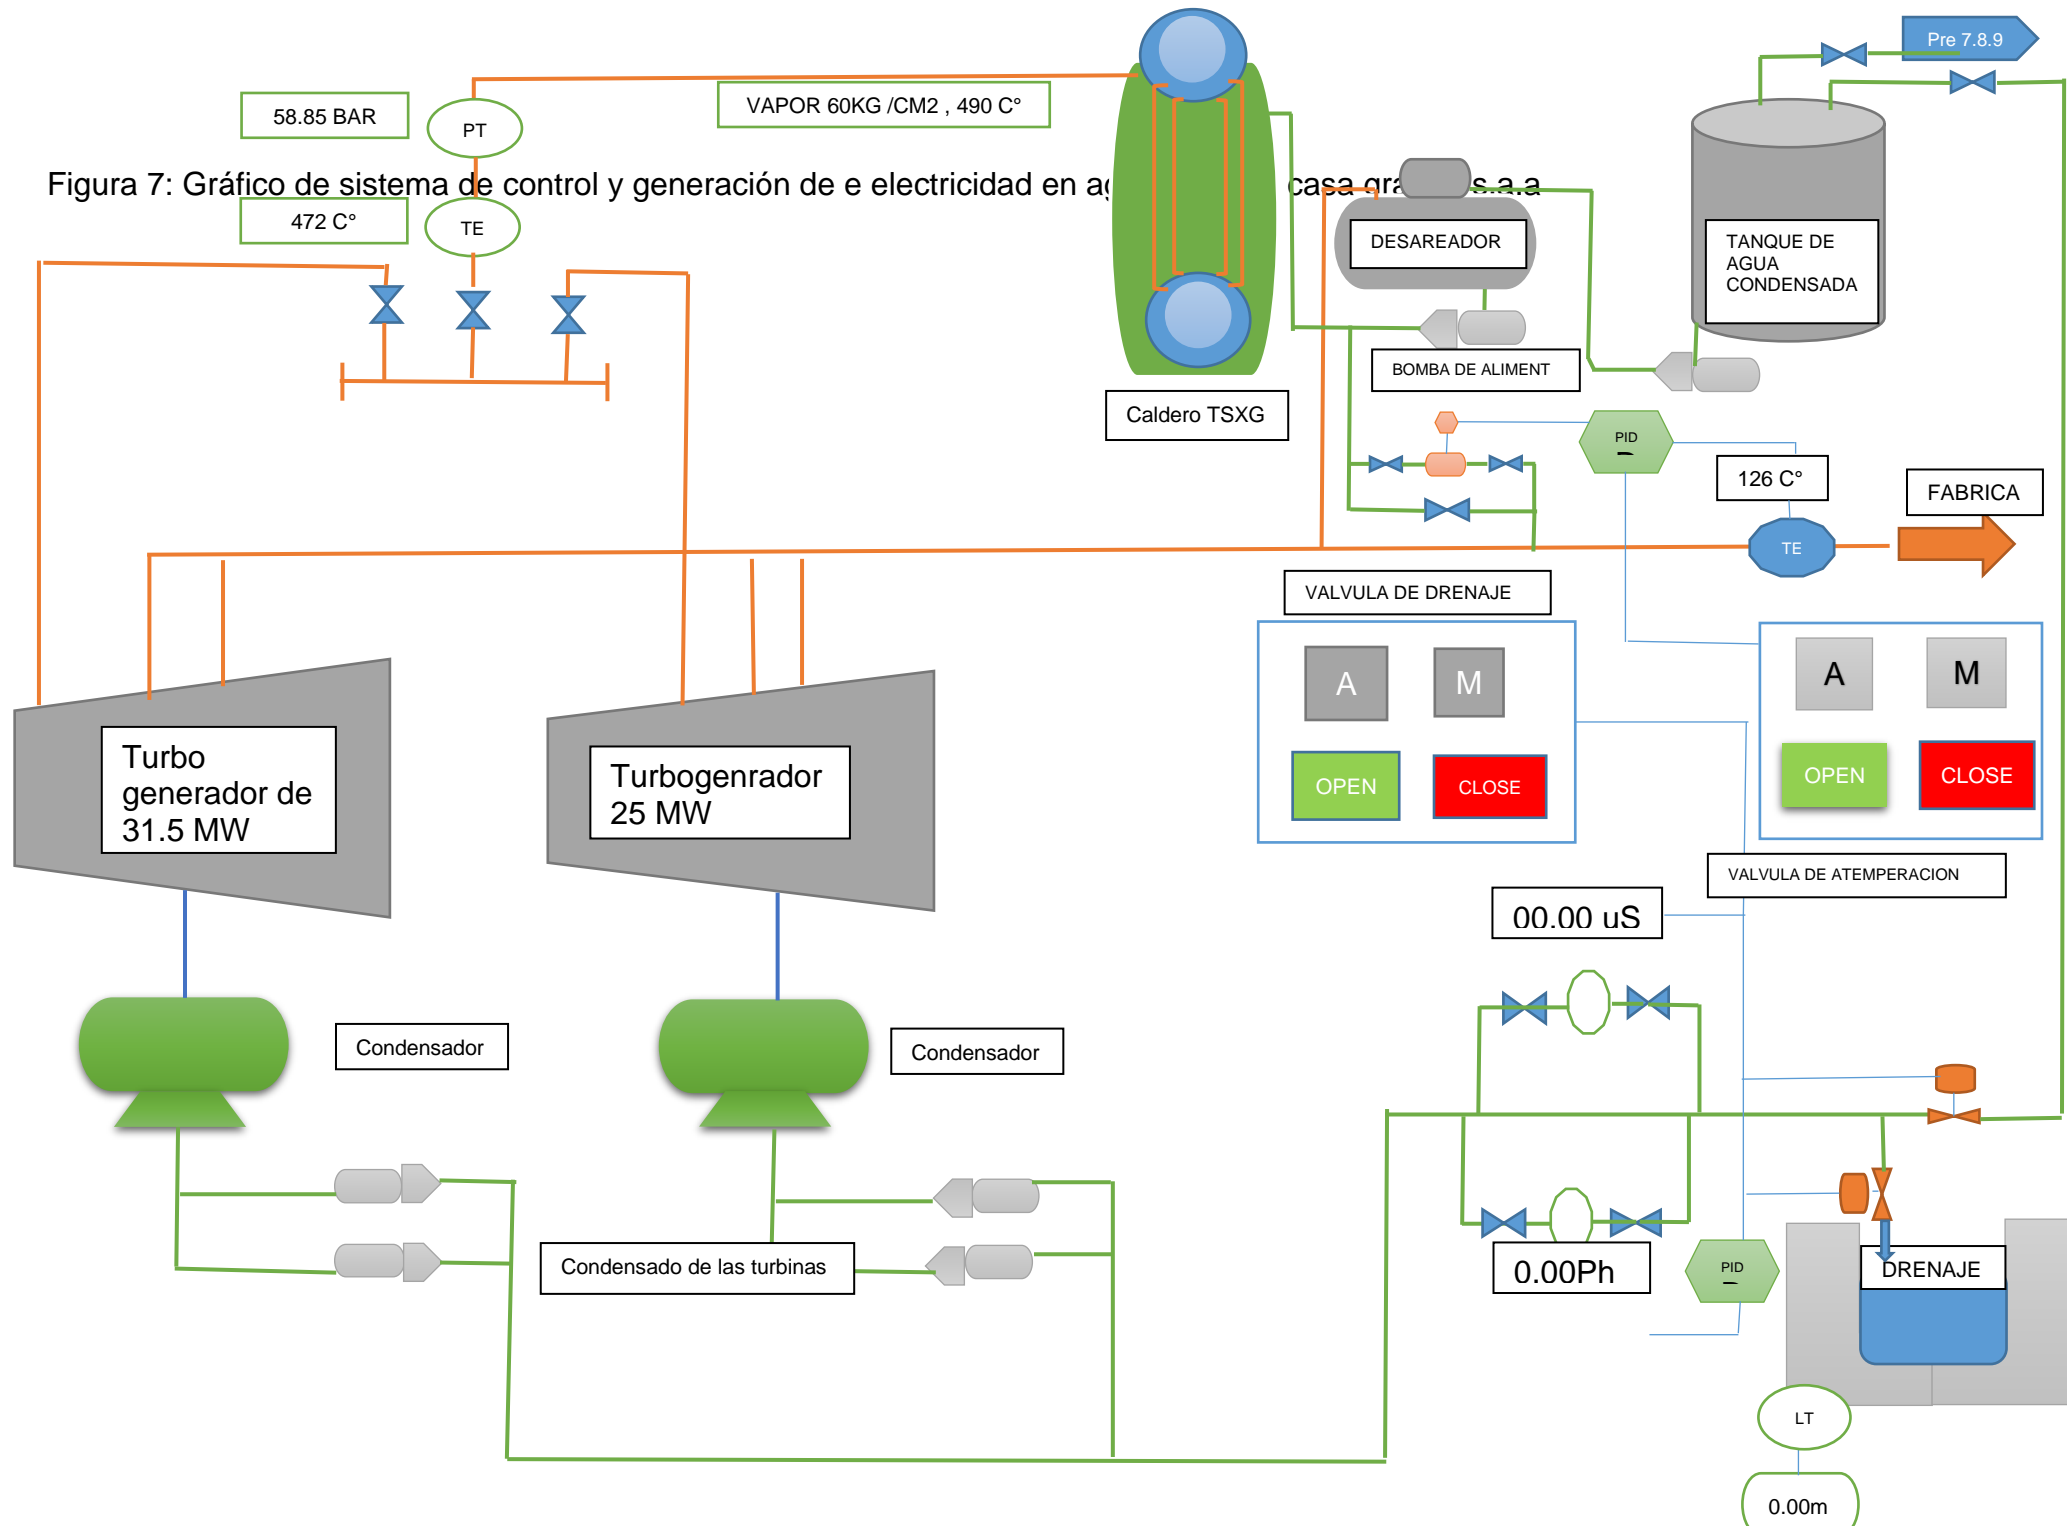 Pre 7.8.9
58.85 BAR
PT
VAPOR 60KG /CM2 , 490 C°
Figura 7: Gráfico de sistema de control y generación de e electricidad en casa s.a.a
472 C°
TE
DESAREADOR
TANQUE DE
AGUA
CONDENSADA
BOMBA DE ALIMENT
Caldero TSXG
PID
126 C°
FABRICA
TE
VALVULA DE DRENAJE
A
M
OPEN
CLOSE
A
M
OPEN
CLOSE
VALVULA DE ATEMPERACION
Turbo
generador de
31.5 MW
Turbogenrador
25 MW
00.00 uS
Condensador
Condensador
Condensado de las turbinas
0.00Ph
PID
DRENAJE
LT
0.00m